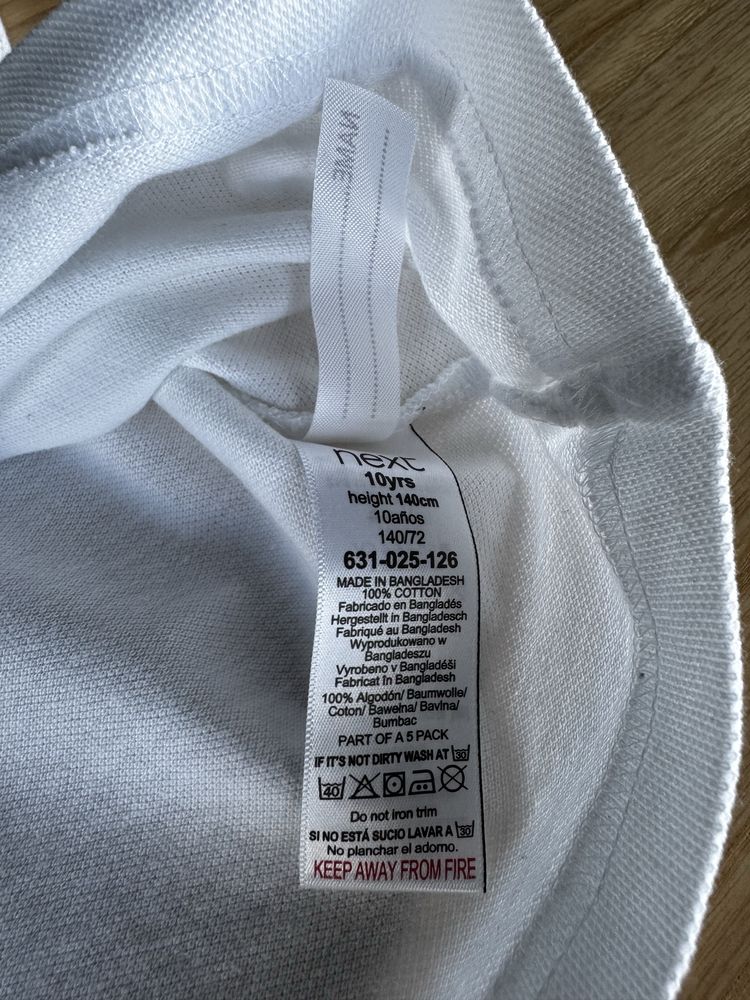 NAME
next
10yrs
height 140cm
10años
140/72
631-025-126
MADE IN BANGLADESH
100% COTTON
Fabricado en Bangladés
Hergestellt in Bangladesch
Fabriqué au Bangladesh
Wyprodukowano w
Bangladeszu
Vyrobeno v Bangladéši
Fabricat în Bangladesh
100% Algodón/ Baumwolle/
Coton/ Bawełna/ Bavlna/
Bumbac
PART OF A 5 PACK
IF IT'S NOT DIRTY WASH AT 30
40
Do not iron trim
SI NO ESTÁ SUCIO LAVAR A 30
No planchar el adorno.
KEEP AWAY FROM FIRE